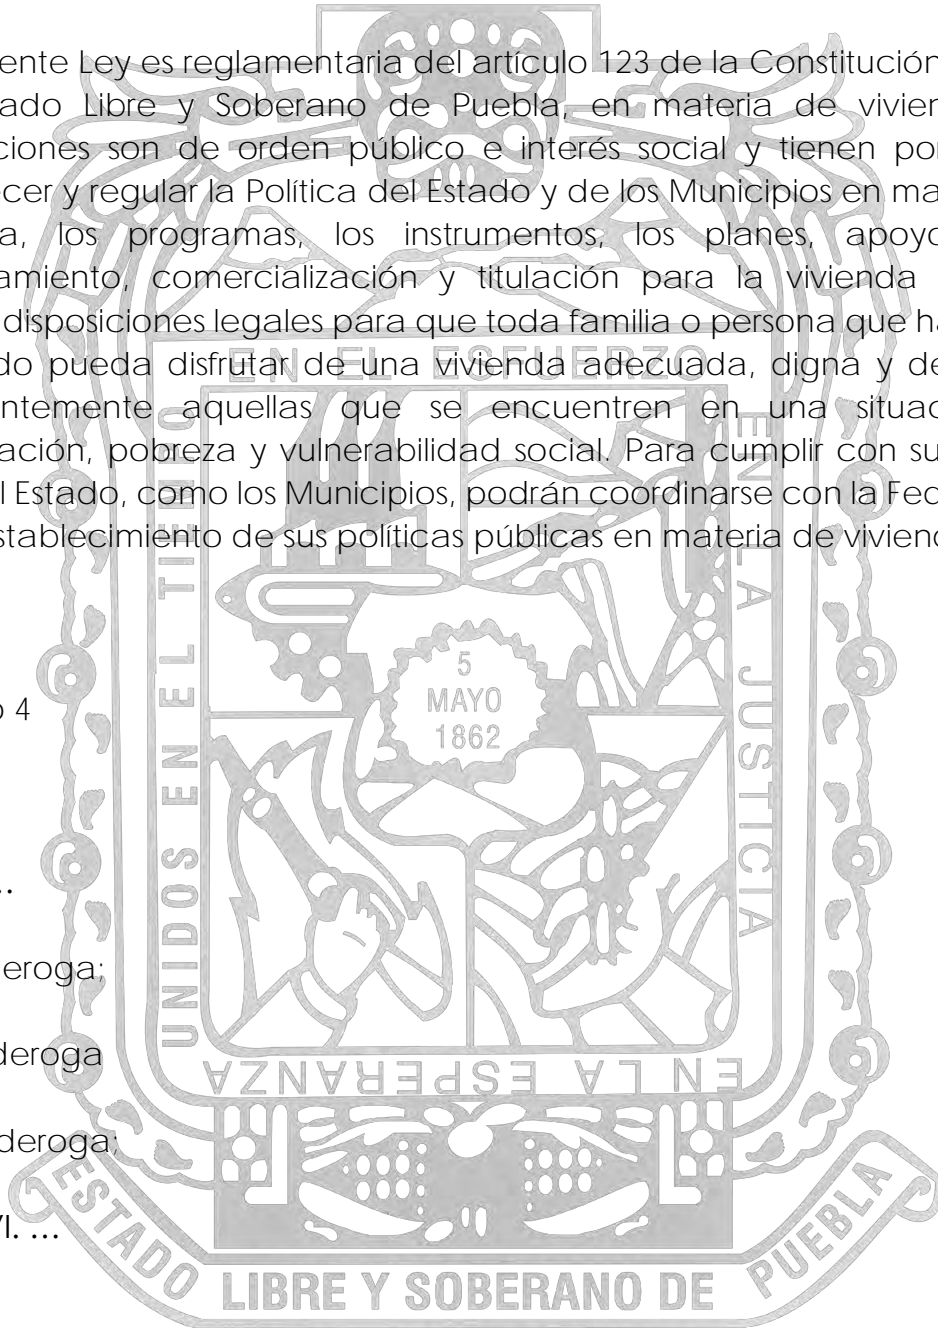 ente Ley es reglamentaria del artículo 123 de la Constitución
ado Libre y Soberano de Puebla, en materia de vivien
ciones son de orden público e interés social y tienen por
ecer y regular la Política del Estado y de los Municipios en ma
a, los programas, los instrumentos, los planes, apoyo
amiento, comercialización y titulación para la vivienda
disposiciones legales para que toda familia o persona que ha
do pueda disfrutar de una vivienda adecuada, digna y de
ntemente aquellas que se encuentren en una situac
ación, pobreza y vulnerabilidad social. Para cumplir con su
l Estado, como los Municipios, podrán coordinarse con la Fed
stablecimiento de sus políticas públicas en materia de viviend
o 4
..
eroga;
deroga
deroga;
VI. ...
UNIDOS EN EL TIEMPO
EN EL ESFUERZO
EN LA JUSTICIA
EN LA ESPERANZA
5
MAYO
1862
ESTADO LIBRE Y SOBERANO DE PUEBLA